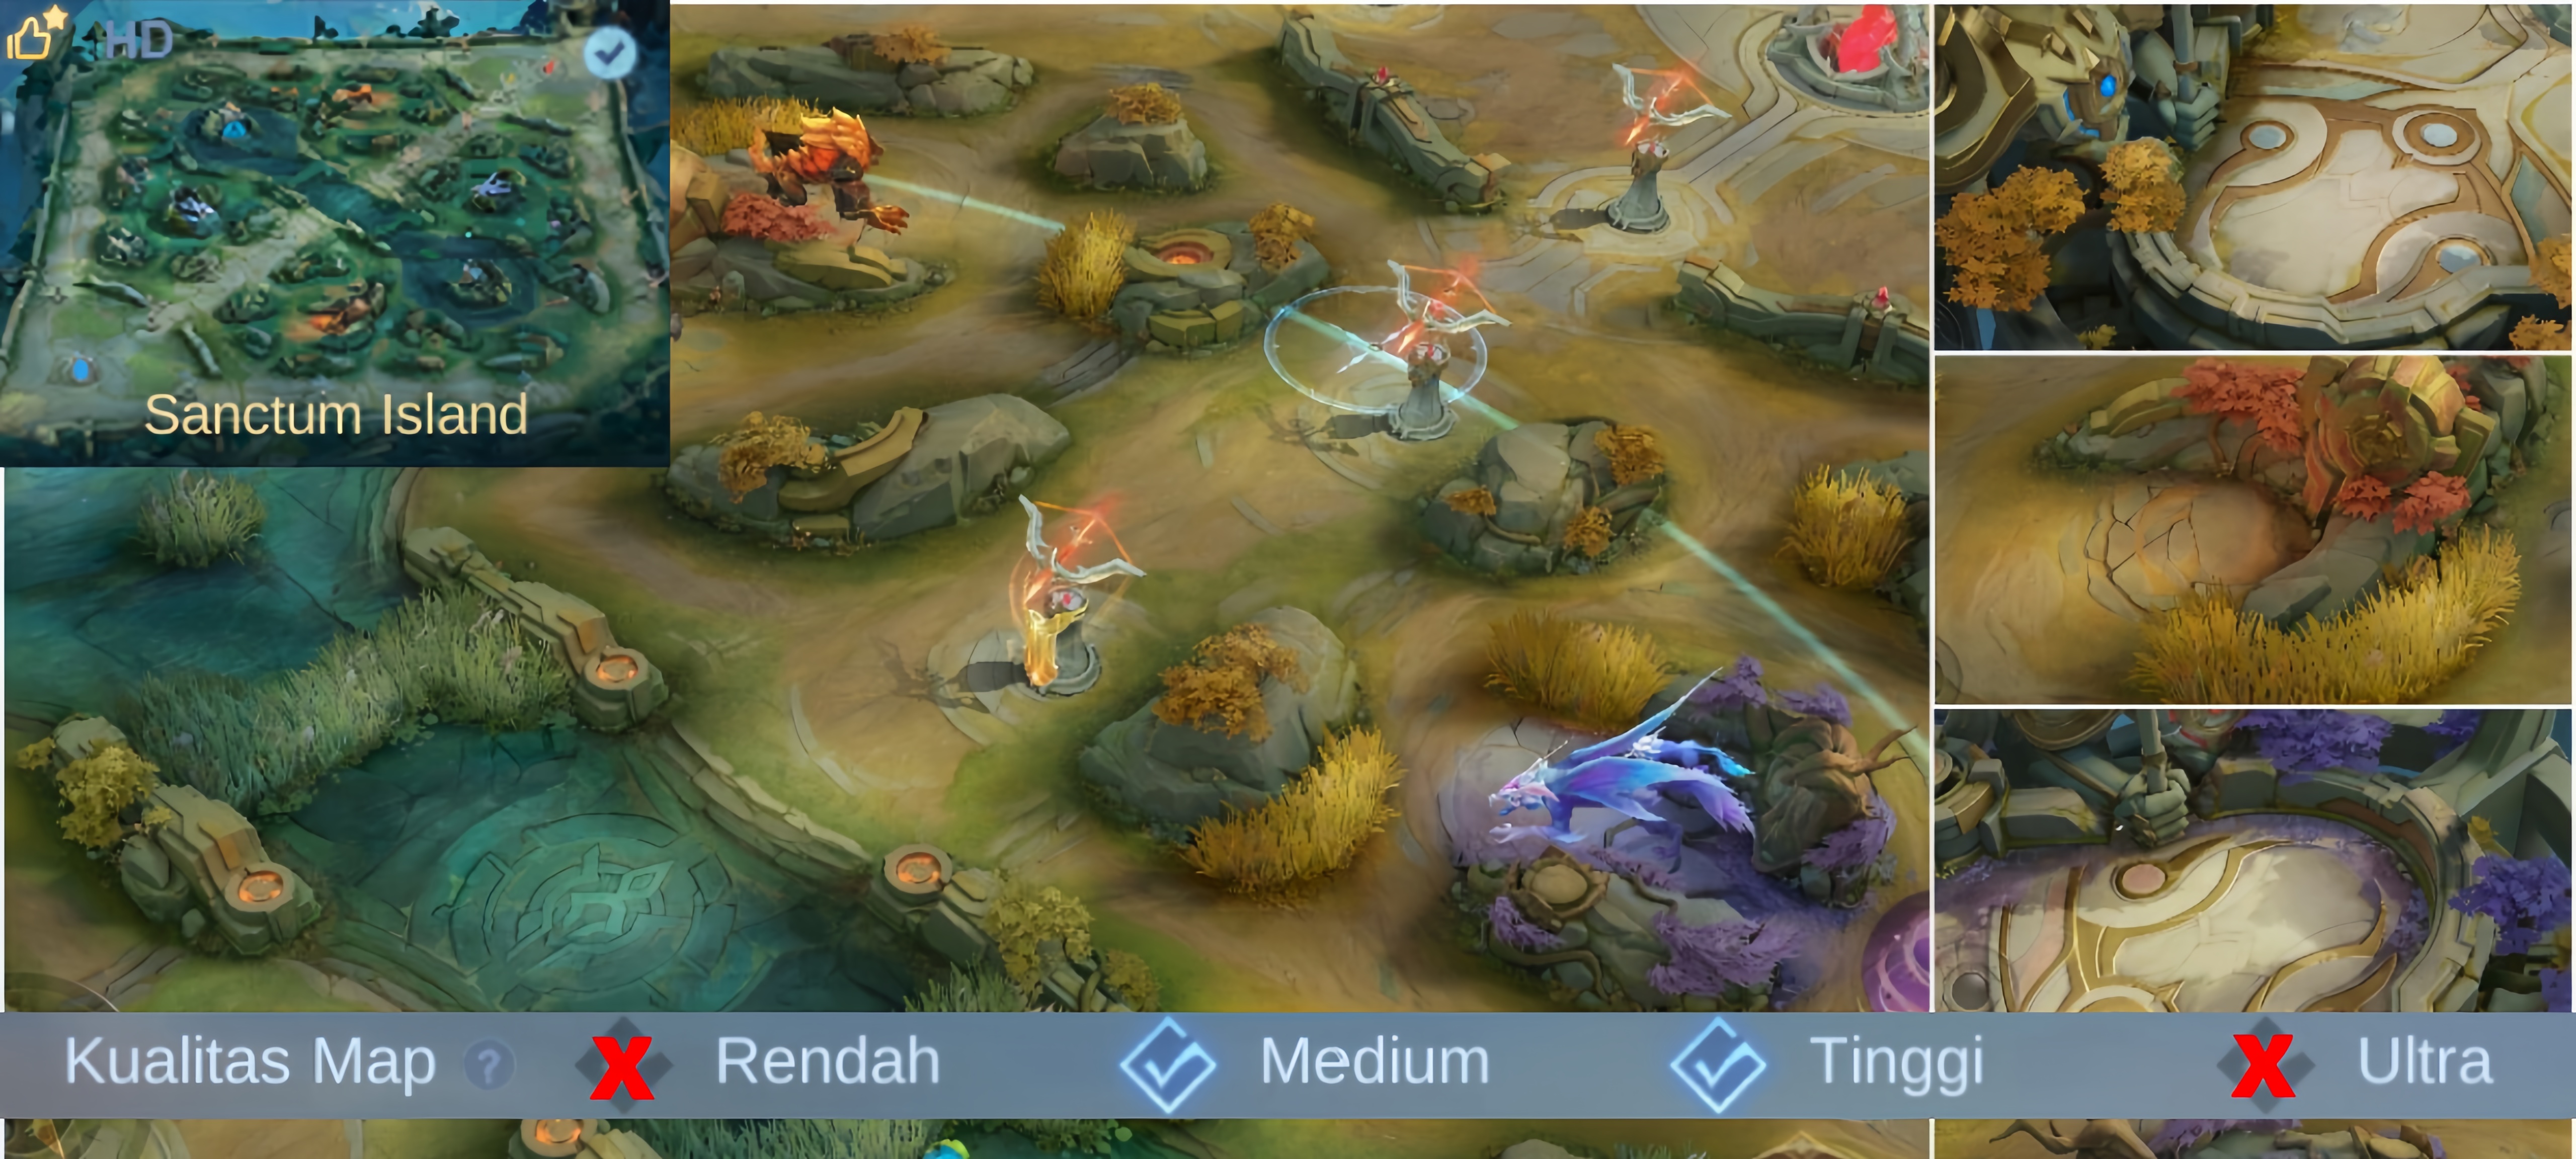 HD
Sanctum Island
Kualitas Map ? X Rendah Medium Tinggi X Ultra